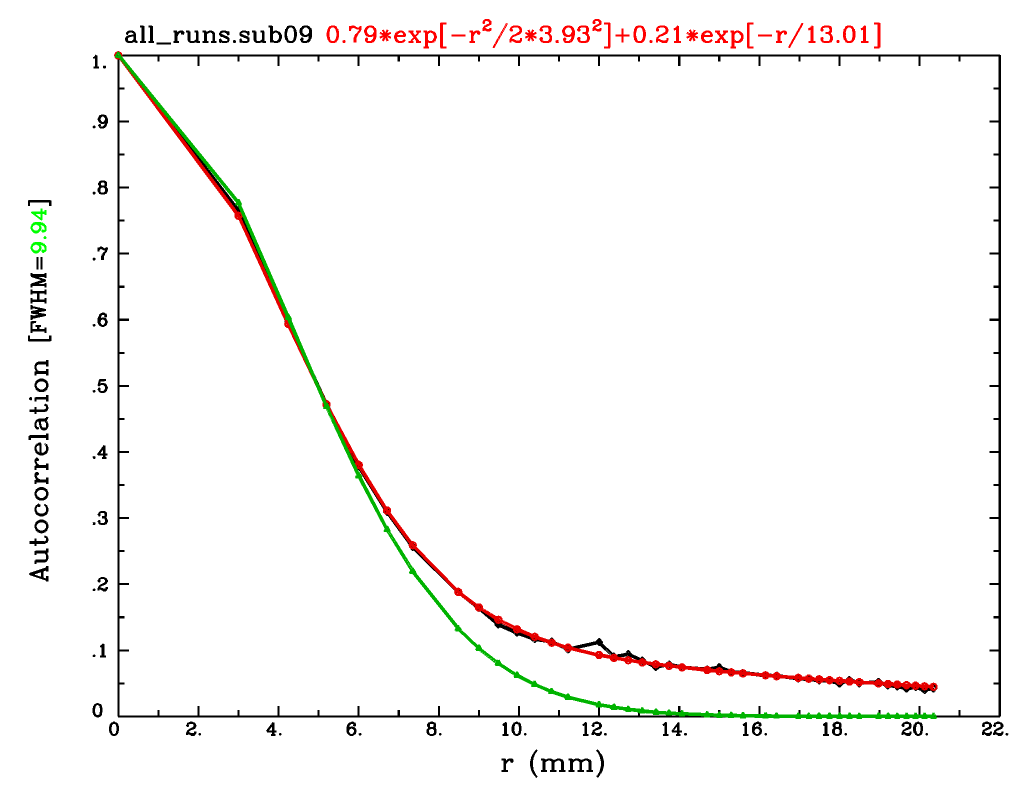 all_runs.sub09 0.79*exp[-r²/2*3.93²]+0.21*exp[-r/13.01]
Autocorrelation [FWHM=9.94]
1.
.9
.8
.7
.6
.5
.4
.3
.2
.1
0
0 2. 4. 6. 8. 10. 12. 14. 16. 18. 20. 22.
r (mm)